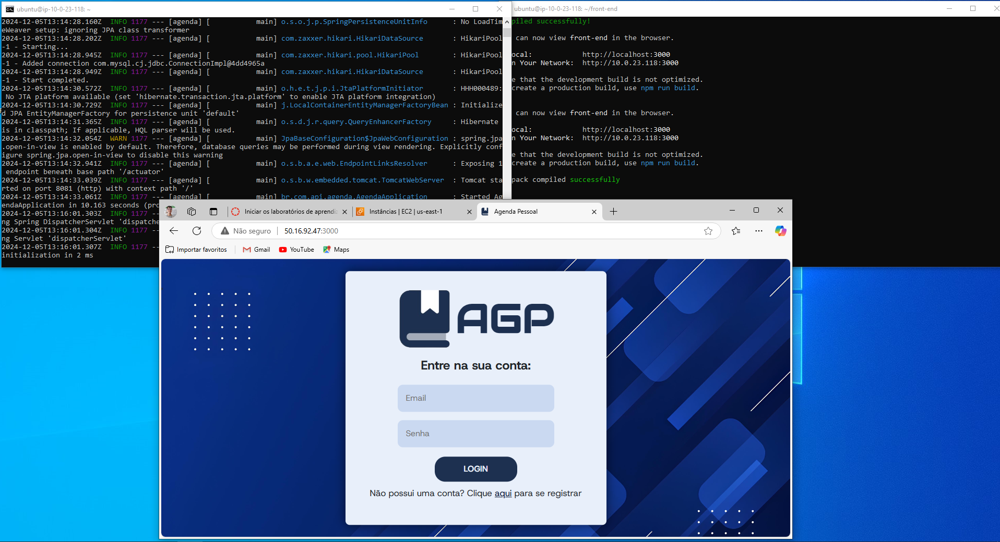 ubuntu@ip-10-0-23-118: ~
2024-12-05T13:14:28.160Z  INFO 1177 --- [agenda] [           main] o.s.o.j.p.SpringPersistenceUnitInfo      : No LoadTim
eWeaver setup: ignoring JPA class transformer
2024-12-05T13:14:28.202Z  INFO 1177 --- [agenda] [           main] com.zaxxer.hikari.HikariDataSource       : HikariPool
-1 - Starting...
2024-12-05T13:14:28.945Z  INFO 1177 --- [agenda] [           main] com.zaxxer.hikari.pool.HikariPool        : HikariPool
-1 - Added connection com.mysql.cj.jdbc.ConnectionImpl@4dd4965a
2024-12-05T13:14:28.949Z  INFO 1177 --- [agenda] [           main] com.zaxxer.hikari.HikariDataSource       : HikariPool
-1 - Start completed.
2024-12-05T13:14:30.572Z  INFO 1177 --- [agenda] [           main] o.h.e.t.j.p.i.JtaPlatformInitiator       : HHH000489:
 No JTA platform available (set 'hibernate.transaction.jta.platform' to enable JTA platform integration)
2024-12-05T13:14:30.729Z  INFO 1177 --- [agenda] [           main] j.LocalContainerEntityManagerFactoryBean : Initialize
d JPA EntityManagerFactory for persistence unit 'default'
2024-12-05T13:14:31.365Z  INFO 1177 --- [agenda] [           main] o.s.d.j.r.query.QueryEnhancerFactory     : Hibernate
is in classpath; If applicable, HQL parser will be used.
2024-12-05T13:14:32.054Z  WARN 1177 --- [agenda] [           main] JpaBaseConfiguration$JpaWebConfiguration : spring.jpa
.open-in-view is enabled by default. Therefore, database queries may be performed during view rendering. Explicitly conf
igure spring.jpa.open-in-view to disable this warning
2024-12-05T13:14:32.941Z  INFO 1177 --- [agenda] [           main] o.s.b.a.e.web.EndpointLinksResolver      : Exposing 1
 endpoint beneath base path '/actuator'
2024-12-05T13:14:33.039Z  INFO 1177 --- [agenda] [           main] o.s.b.w.embedded.tomcat.TomcatWebServer  : Tomcat sta
rted on port 8081 (http) with context path '/'
2024-12-05T13:14:33.061Z  INFO 1177 --- [agenda] [           main] br.com.api.agenda.AgendaApplication      : Started Ag
endaApplication in 10.163 seconds (pro
2024-12-05T13:16:01.303Z  INFO 1177 --
ng Spring DispatcherServlet 'dispatche
2024-12-05T13:16:01.304Z  INFO 1177 --
ng Servlet 'dispatcherServlet'
2024-12-05T13:16:01.307Z  INFO 1177 --
initialization in 2 ms
ubuntu@ip-10-0-23-118: ~/front-end
piled successfully!
can now view front-end in the browser.
ocal:            http://localhost:3000
n Your Network:  http://10.0.23.118:3000
e that the development build is not optimized.
create a production build, use npm run build.
can now view front-end in the browser.
ocal:            http://localhost:3000
n Your Network:  http://10.0.23.118:3000
e that the development build is not optimized.
create a production build, use npm run build.
pack compiled successfully
Iniciar os laboratórios de aprendiz
Instâncias | EC2 | us-east-1
Agenda Pessoal
Não seguro
50.16.92.47:3000
Importar favoritos
Gmail
YouTube
Maps
AGP
Entre na sua conta:
Email
Senha
LOGIN
Não possui uma conta? Clique aqui para se registrar